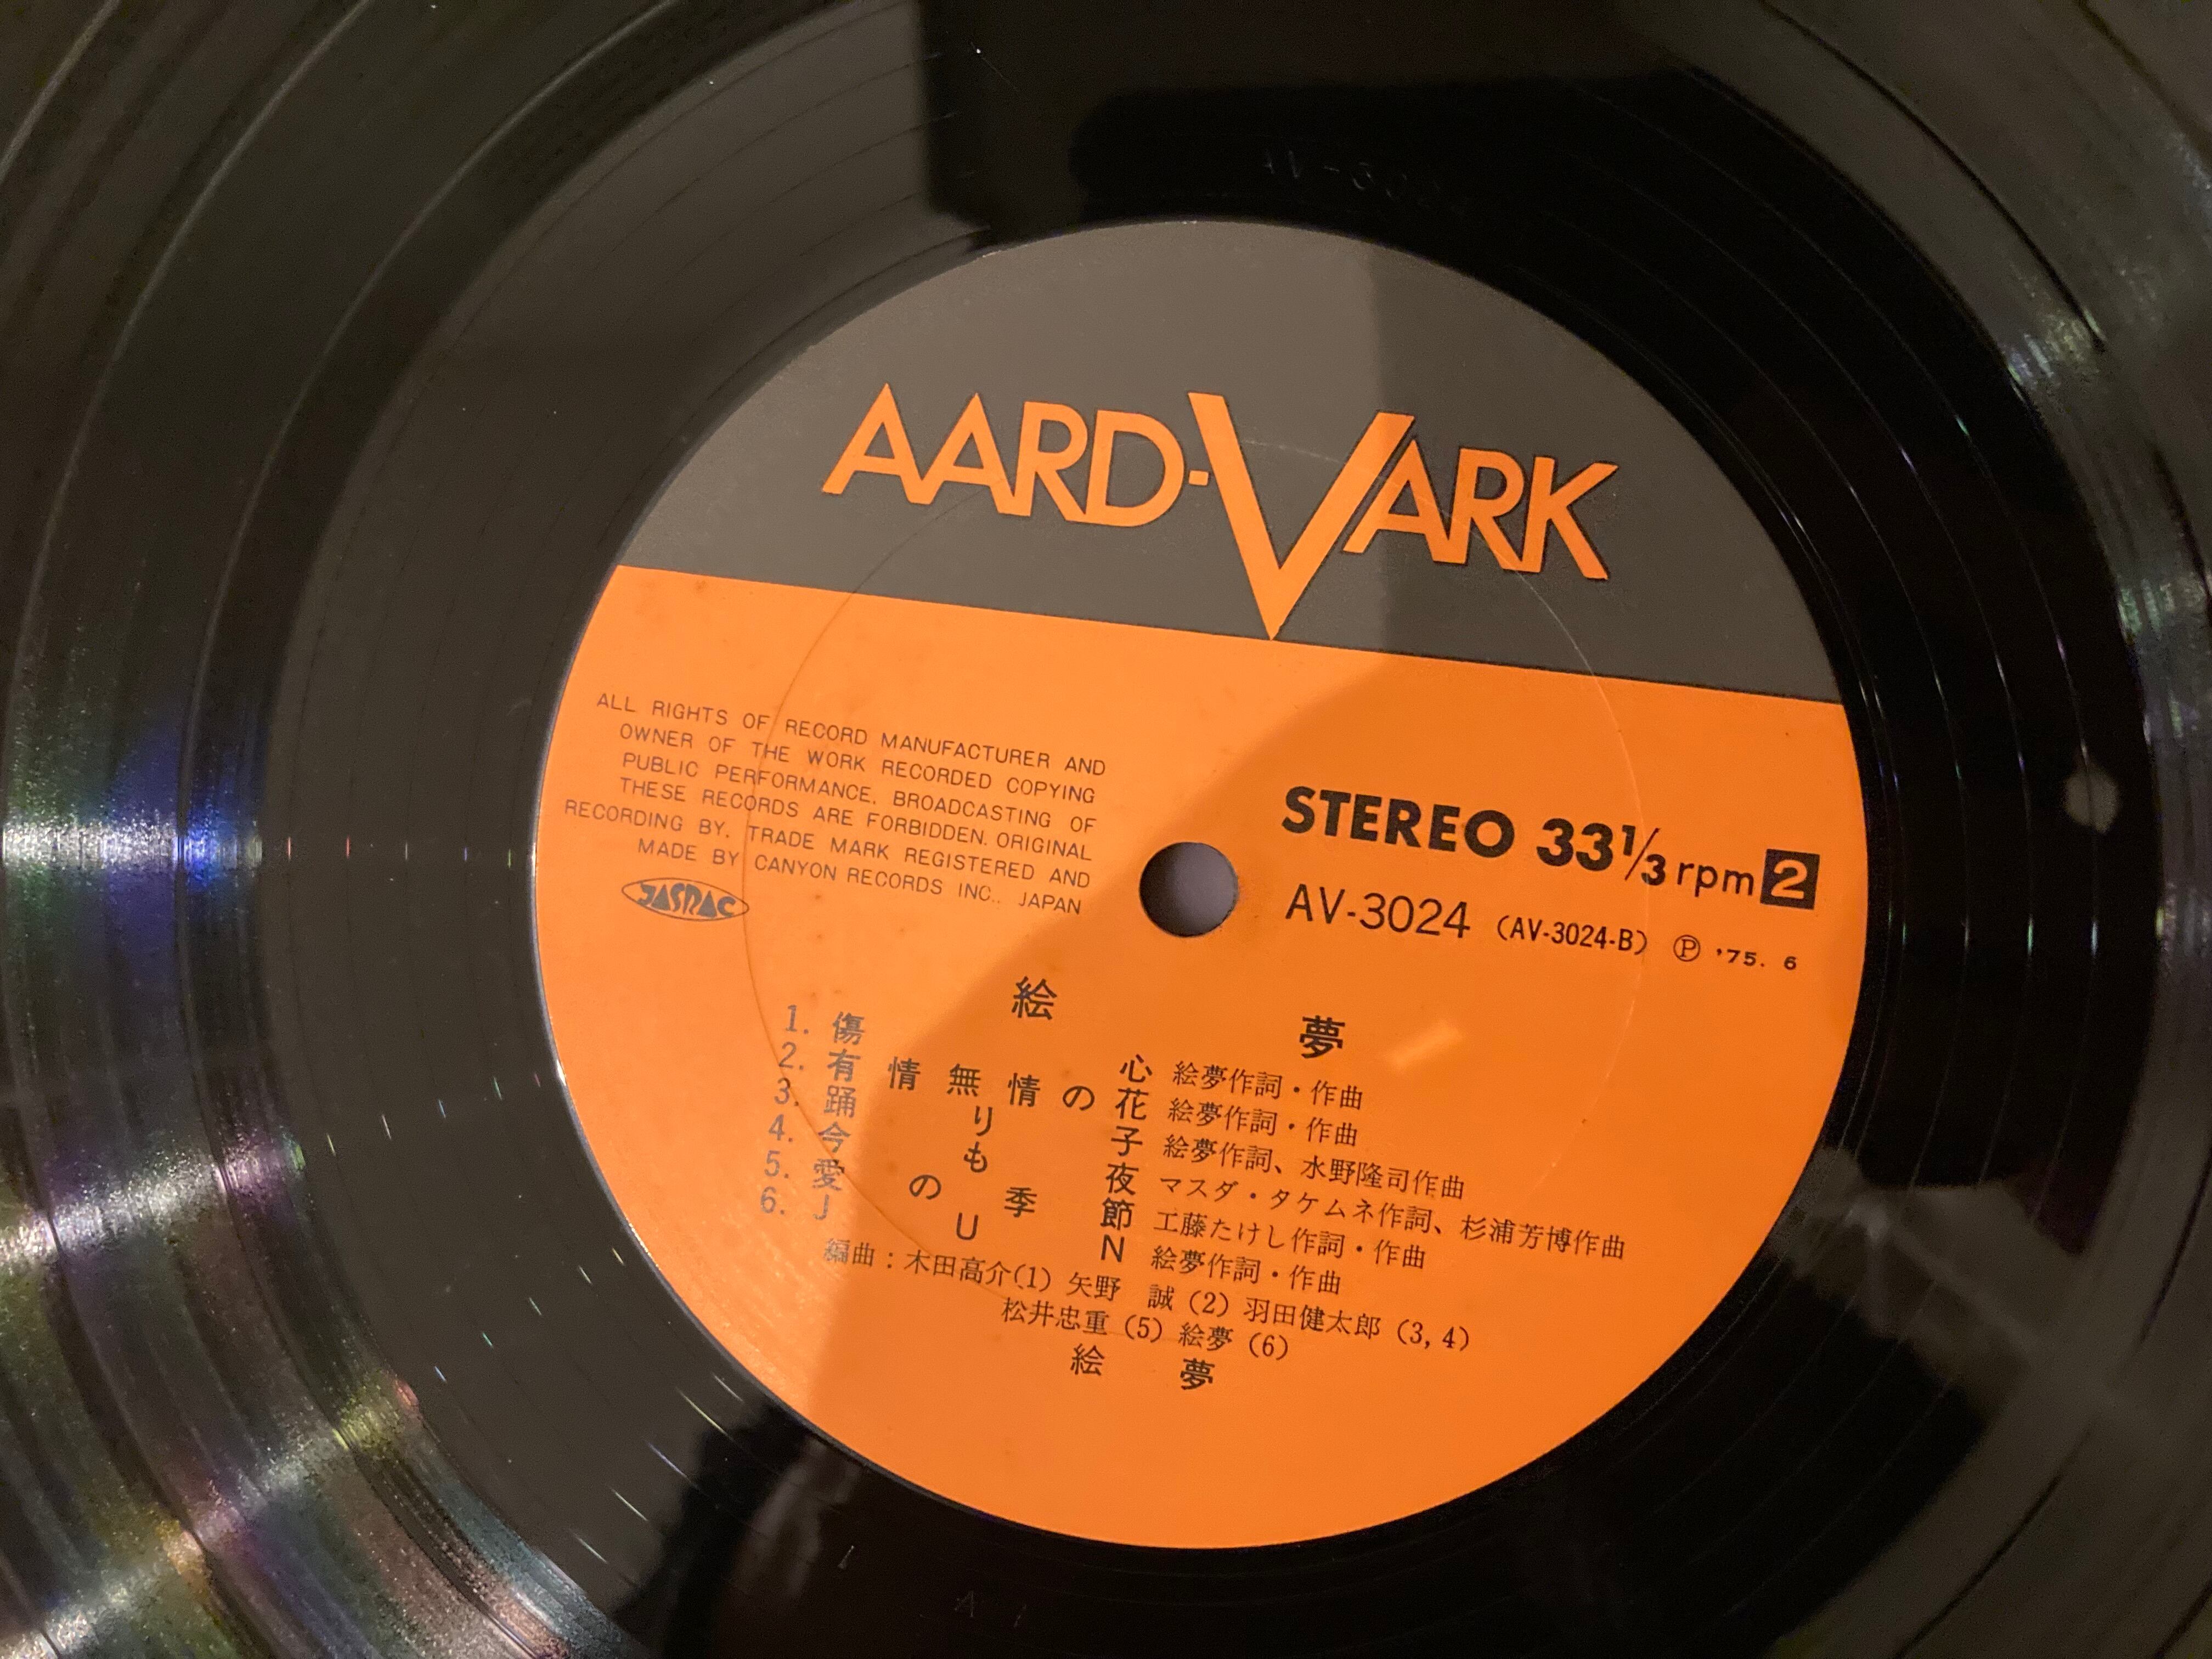 AARD-VARK
ALL RIGHTS OF RECORD MANUFACTURER AND
OWNER OF THE WORK RECORDED COPYING
PUBLIC PERFORMANCE. BROADCASTING OF
THESE RECORDS ARE FORBIDDEN. ORIGINAL
RECORDING BY. TRADE MARK REGISTERED AND
MADE BY CANYON RECORDS INC., JAPAN
JASRAC
STEREO 33 1/3 rpm 2
AV-3024 (AV-3024-B) Ⓟ '75. 6
絵 夢
1. 傷心 絵夢作詞・作曲
2. 有情無情の花 絵夢作詞・作曲
3. 踊り子 絵夢作詞、水野隆司作曲
4. 今も夜 マスダ・タケムネ作詞、杉浦芳博作曲
5. 愛の季節 工藤たけし作詞・作曲
6. JUN 絵夢作詞・作曲
編曲：木田高介(1) 矢野 誠(2) 羽田健太郎(3,4)
松井忠重(5) 絵夢(6)
絵 夢